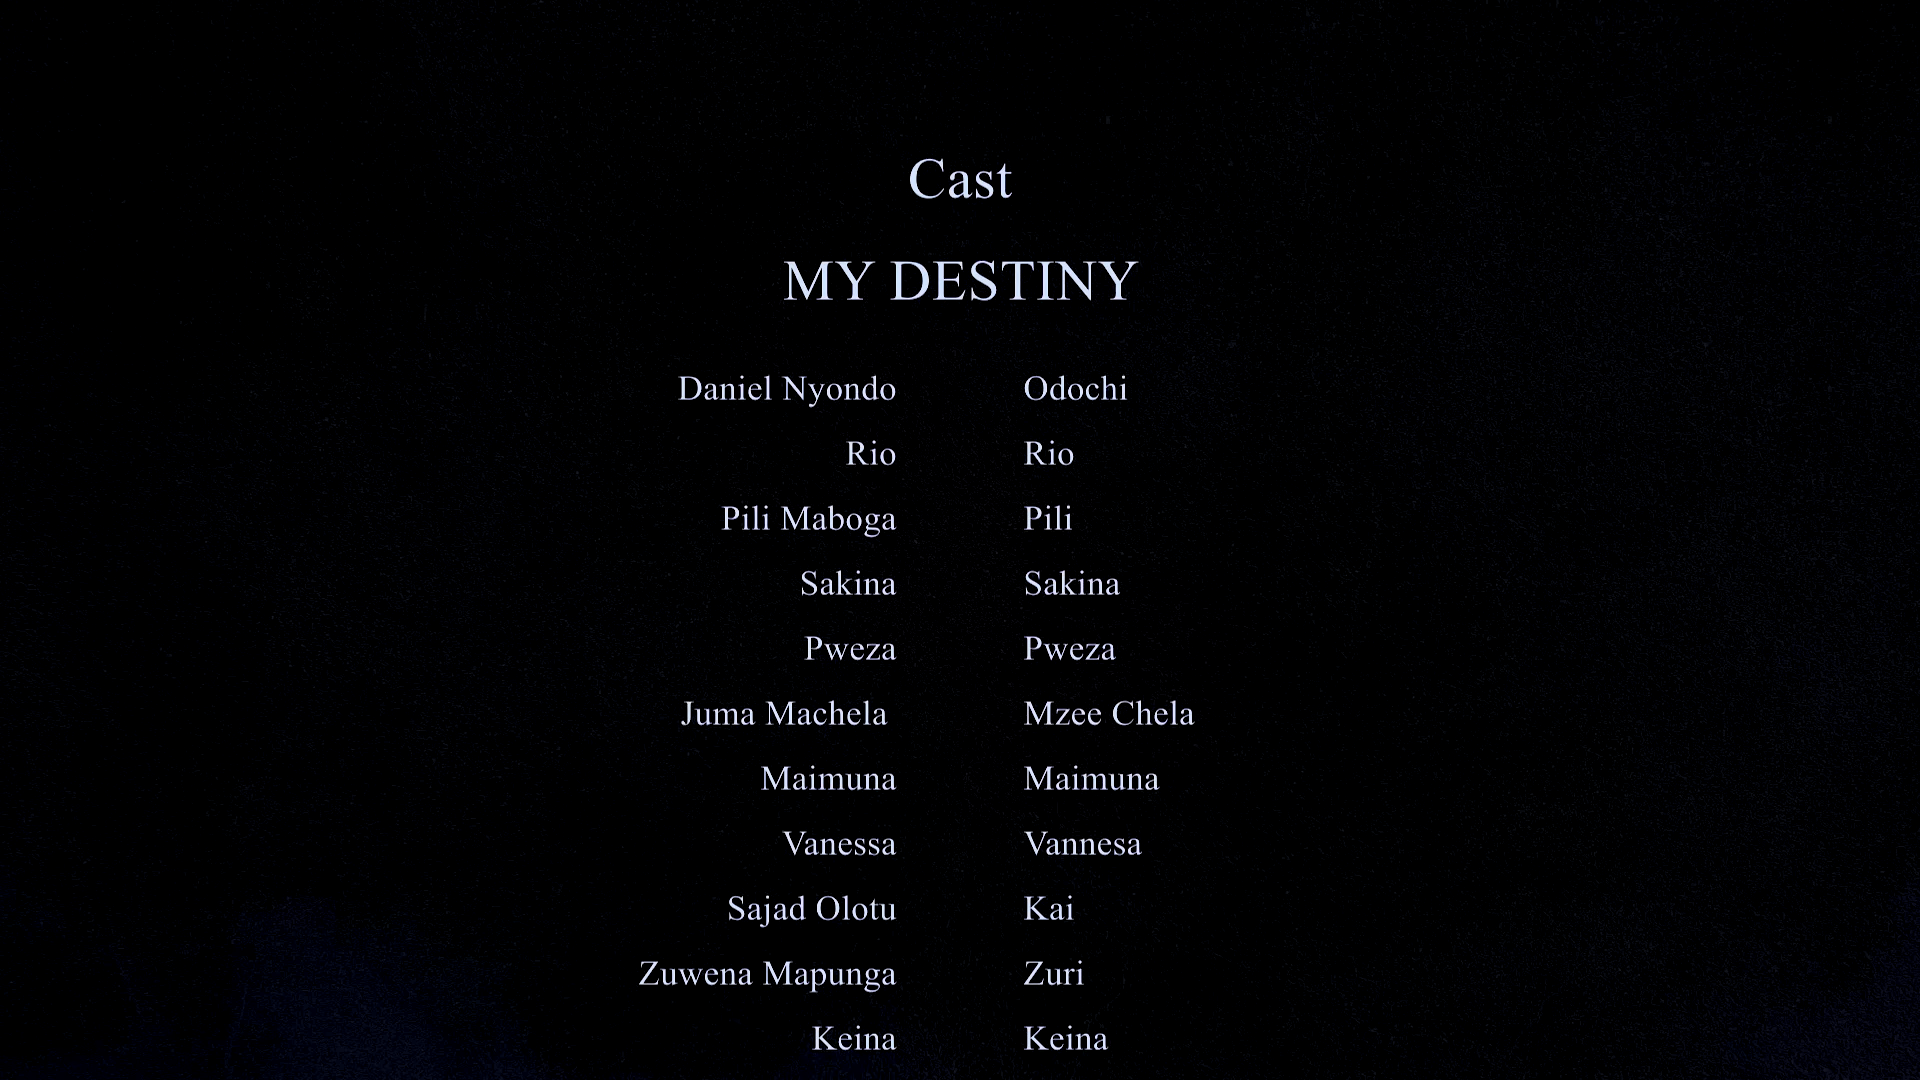 Cast
MY DESTINY
Daniel Nyondo Odochi
Rio Rio
Pili Maboga Pili
Sakina Sakina
Pweza Pweza
Juma Machela Mzee Chela
Maimuna Maimuna
Vanessa Vannesa
Sajad Olotu Kai
Zuwena Mapunga Zuri
Keina Keina